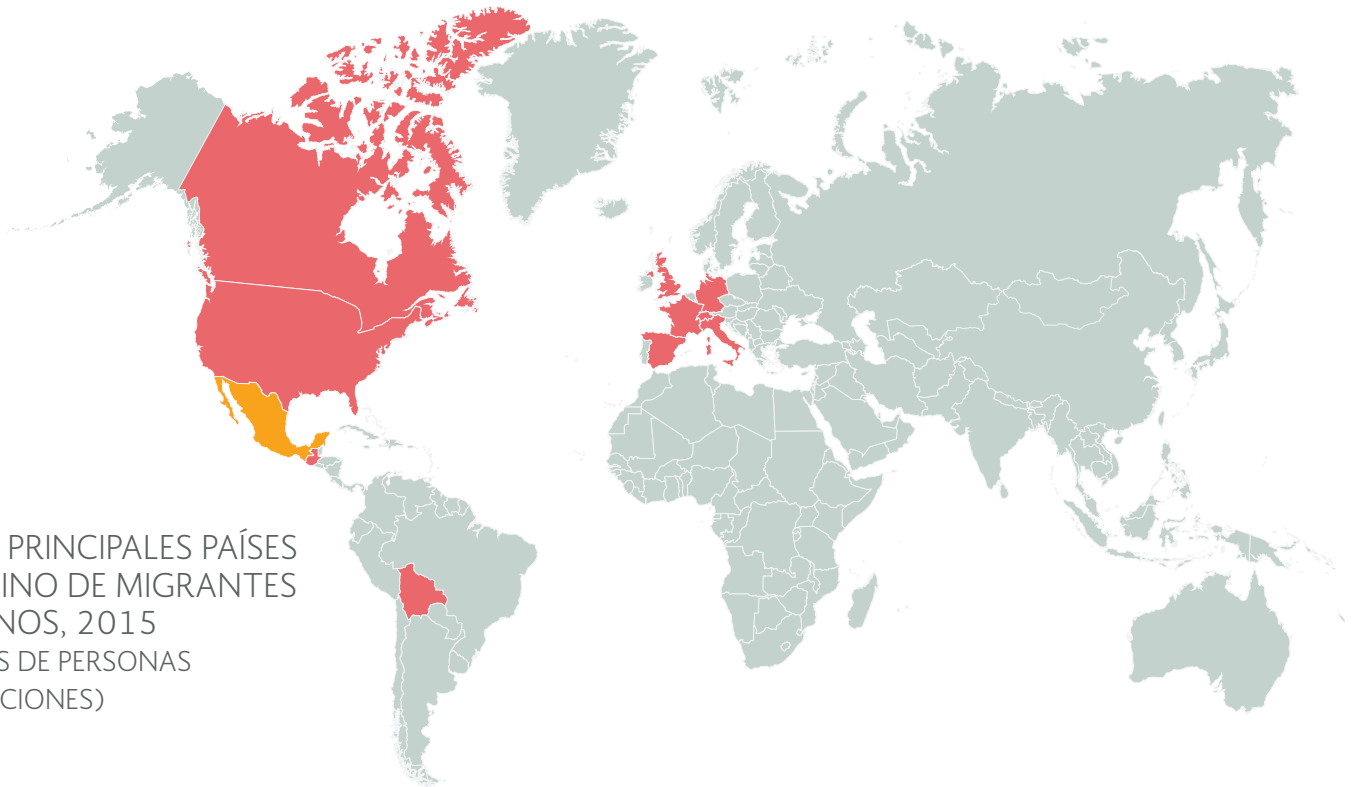 PRINCIPALES PAÍSES
INO DE MIGRANTES
NOS, 2015
S DE PERSONAS
CIONES)